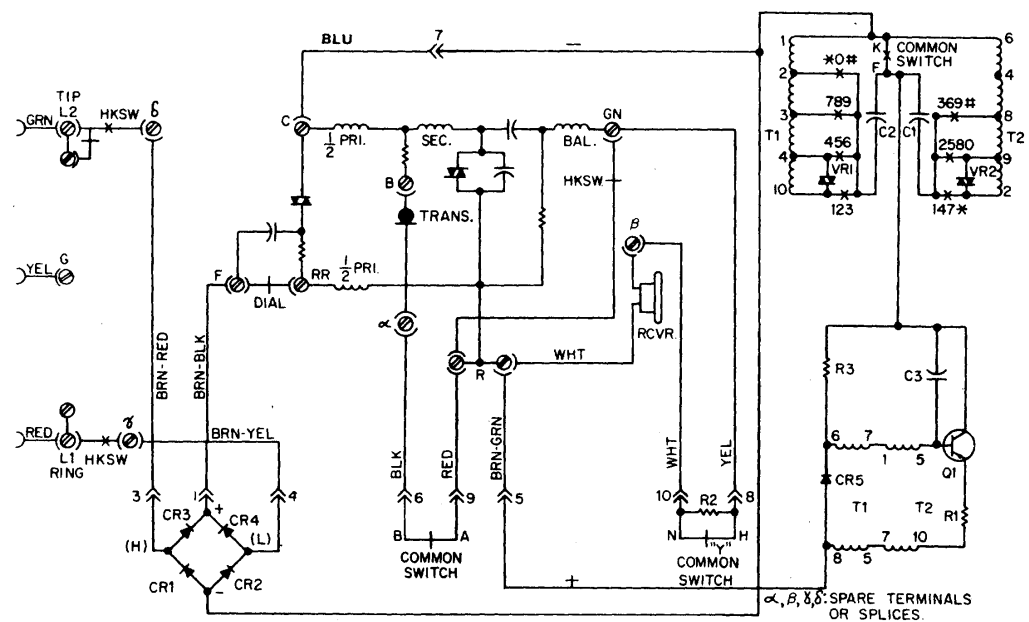 BLU
7
−
1
K
COMMON
SWITCH
6
F
2
*0#
4
TIP
L2
GRN
HKSW
δ
C
½ PRI.
SEC.
BAL.
GN
T1
3
789
C2
C1
369#
8
T2
4
456
VR1
2580
9
VR2
10
123
147*
2
B
TRANS.
HKSW
β
YEL
G
F
DIAL
RR
½ PRI.
α
RCVR.
WHT
R
BRN-RED
BRN-BLK
R3
C3
RED
L1
RING
HKSW
γ
BRN-YEL
BLK
RED
BRN-GRN
WHT
YEL
6
7
1
5
Q1
CR5
T1
T2
R1
3
1
4
6
9
5
10
R2
8
CR3
+
CR4
(H)
(L)
CR1
CR2
−
B
A
COMMON
SWITCH
N
"Y"
H
COMMON
SWITCH
8
5
7
10
+
α, β, γ, δ: SPARE TERMINALS
OR SPLICES.